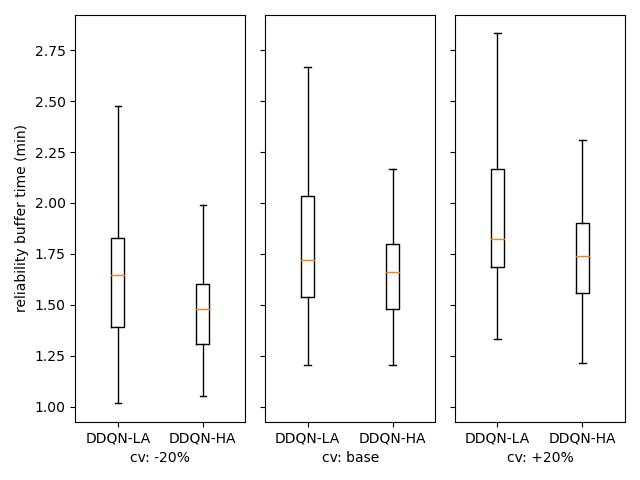 reliability buffer time (min)
2.75
2.50
2.25
2.00
1.75
1.50
1.25
1.00
DDQN-LA DDQN-HA DDQN-LA DDQN-HA DDQN-LA DDQN-HA
cv: -20% cv: base cv: +20%